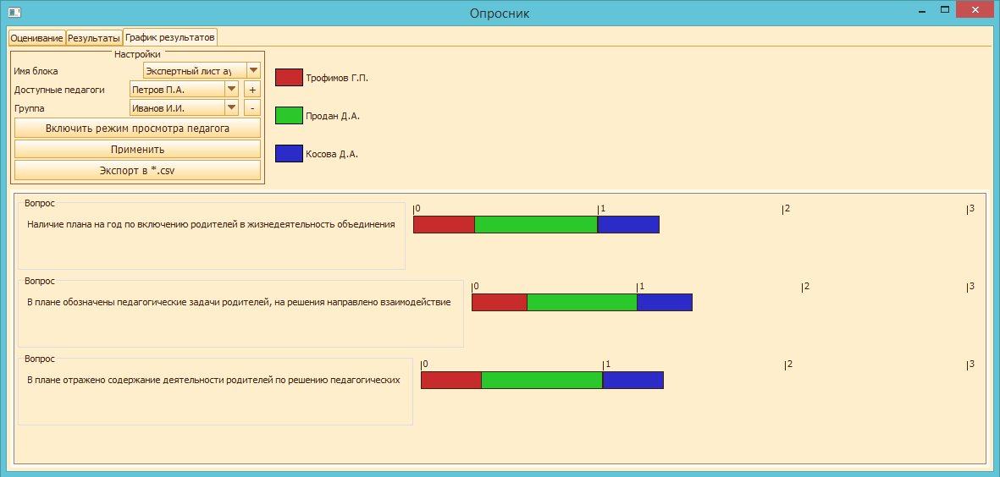 Опросник
Оценивание Результаты График результатов
Настройки
Имя блока Экспертный лист ау
Доступные педагоги Петров П.А. +
Группа Иванов И.И. -
Включить режим просмотра педагога
Применить
Экспорт в *.csv
Трофимов Г.П.
Продан Д.А.
Косова Д.А.
Вопрос
Наличие плана на год по включению родителей в жизнедеятельность объединения
0 1 2 3
Вопрос
В плане обозначены педагогические задачи родителей, на решения направлено взаимодействие
0 1 2 3
Вопрос
В плане отражено содержание деятельности родителей по решению педагогических
0 1 2 3